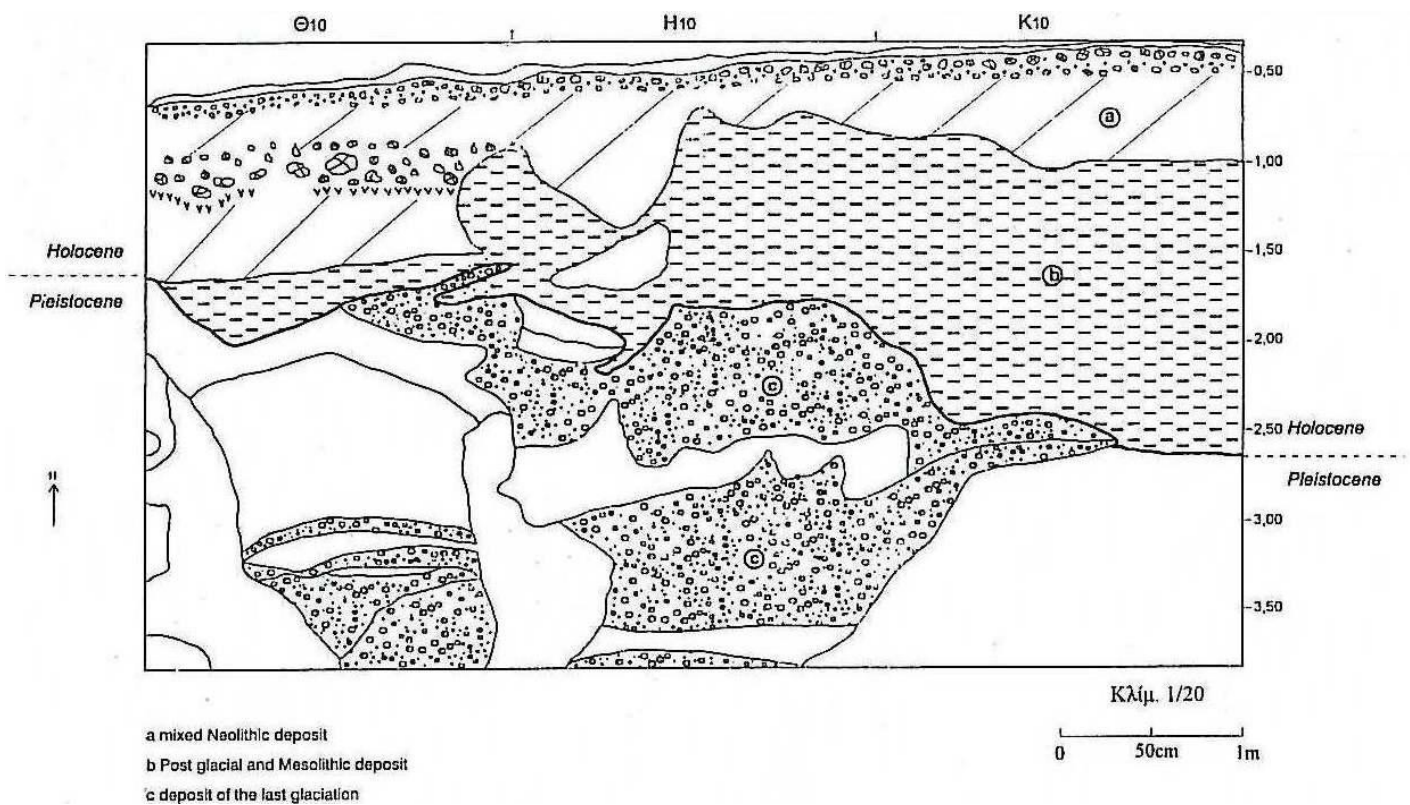 Θ10 H10 K10
0,50
a
1,00
Holocene
1,50
Pleistocene
b
2,00
c
2,50
Holocene
Pleistocene
3,00
c
3,50
Κλίμ. 1/20
a mixed Neolithic deposit
0 50cm 1m
b Post glacial and Mesolithic deposit
c deposit of the last glaciation